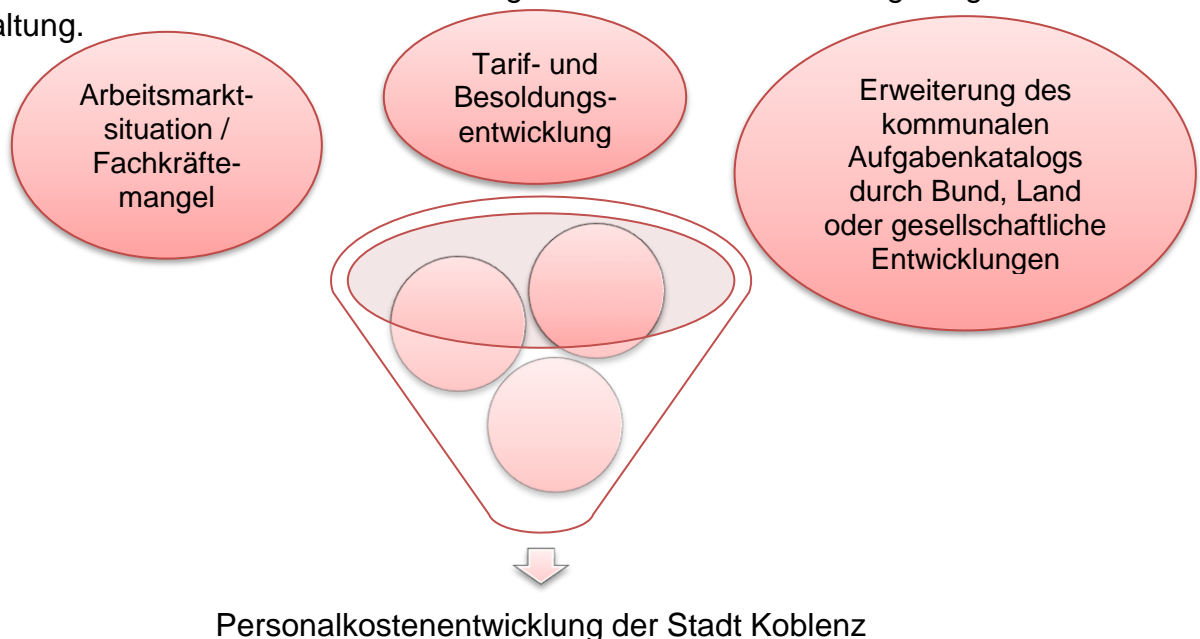 altung.
Arbeitsmarkt-
situation /
Fachkräfte-
mangel
Tarif- und
Besoldungs-
entwicklung
Erweiterung des
kommunalen
Aufgabenkatalogs
durch Bund, Land
oder gesellschaftliche
Entwicklungen
Personalkostenentwicklung der Stadt Koblenz